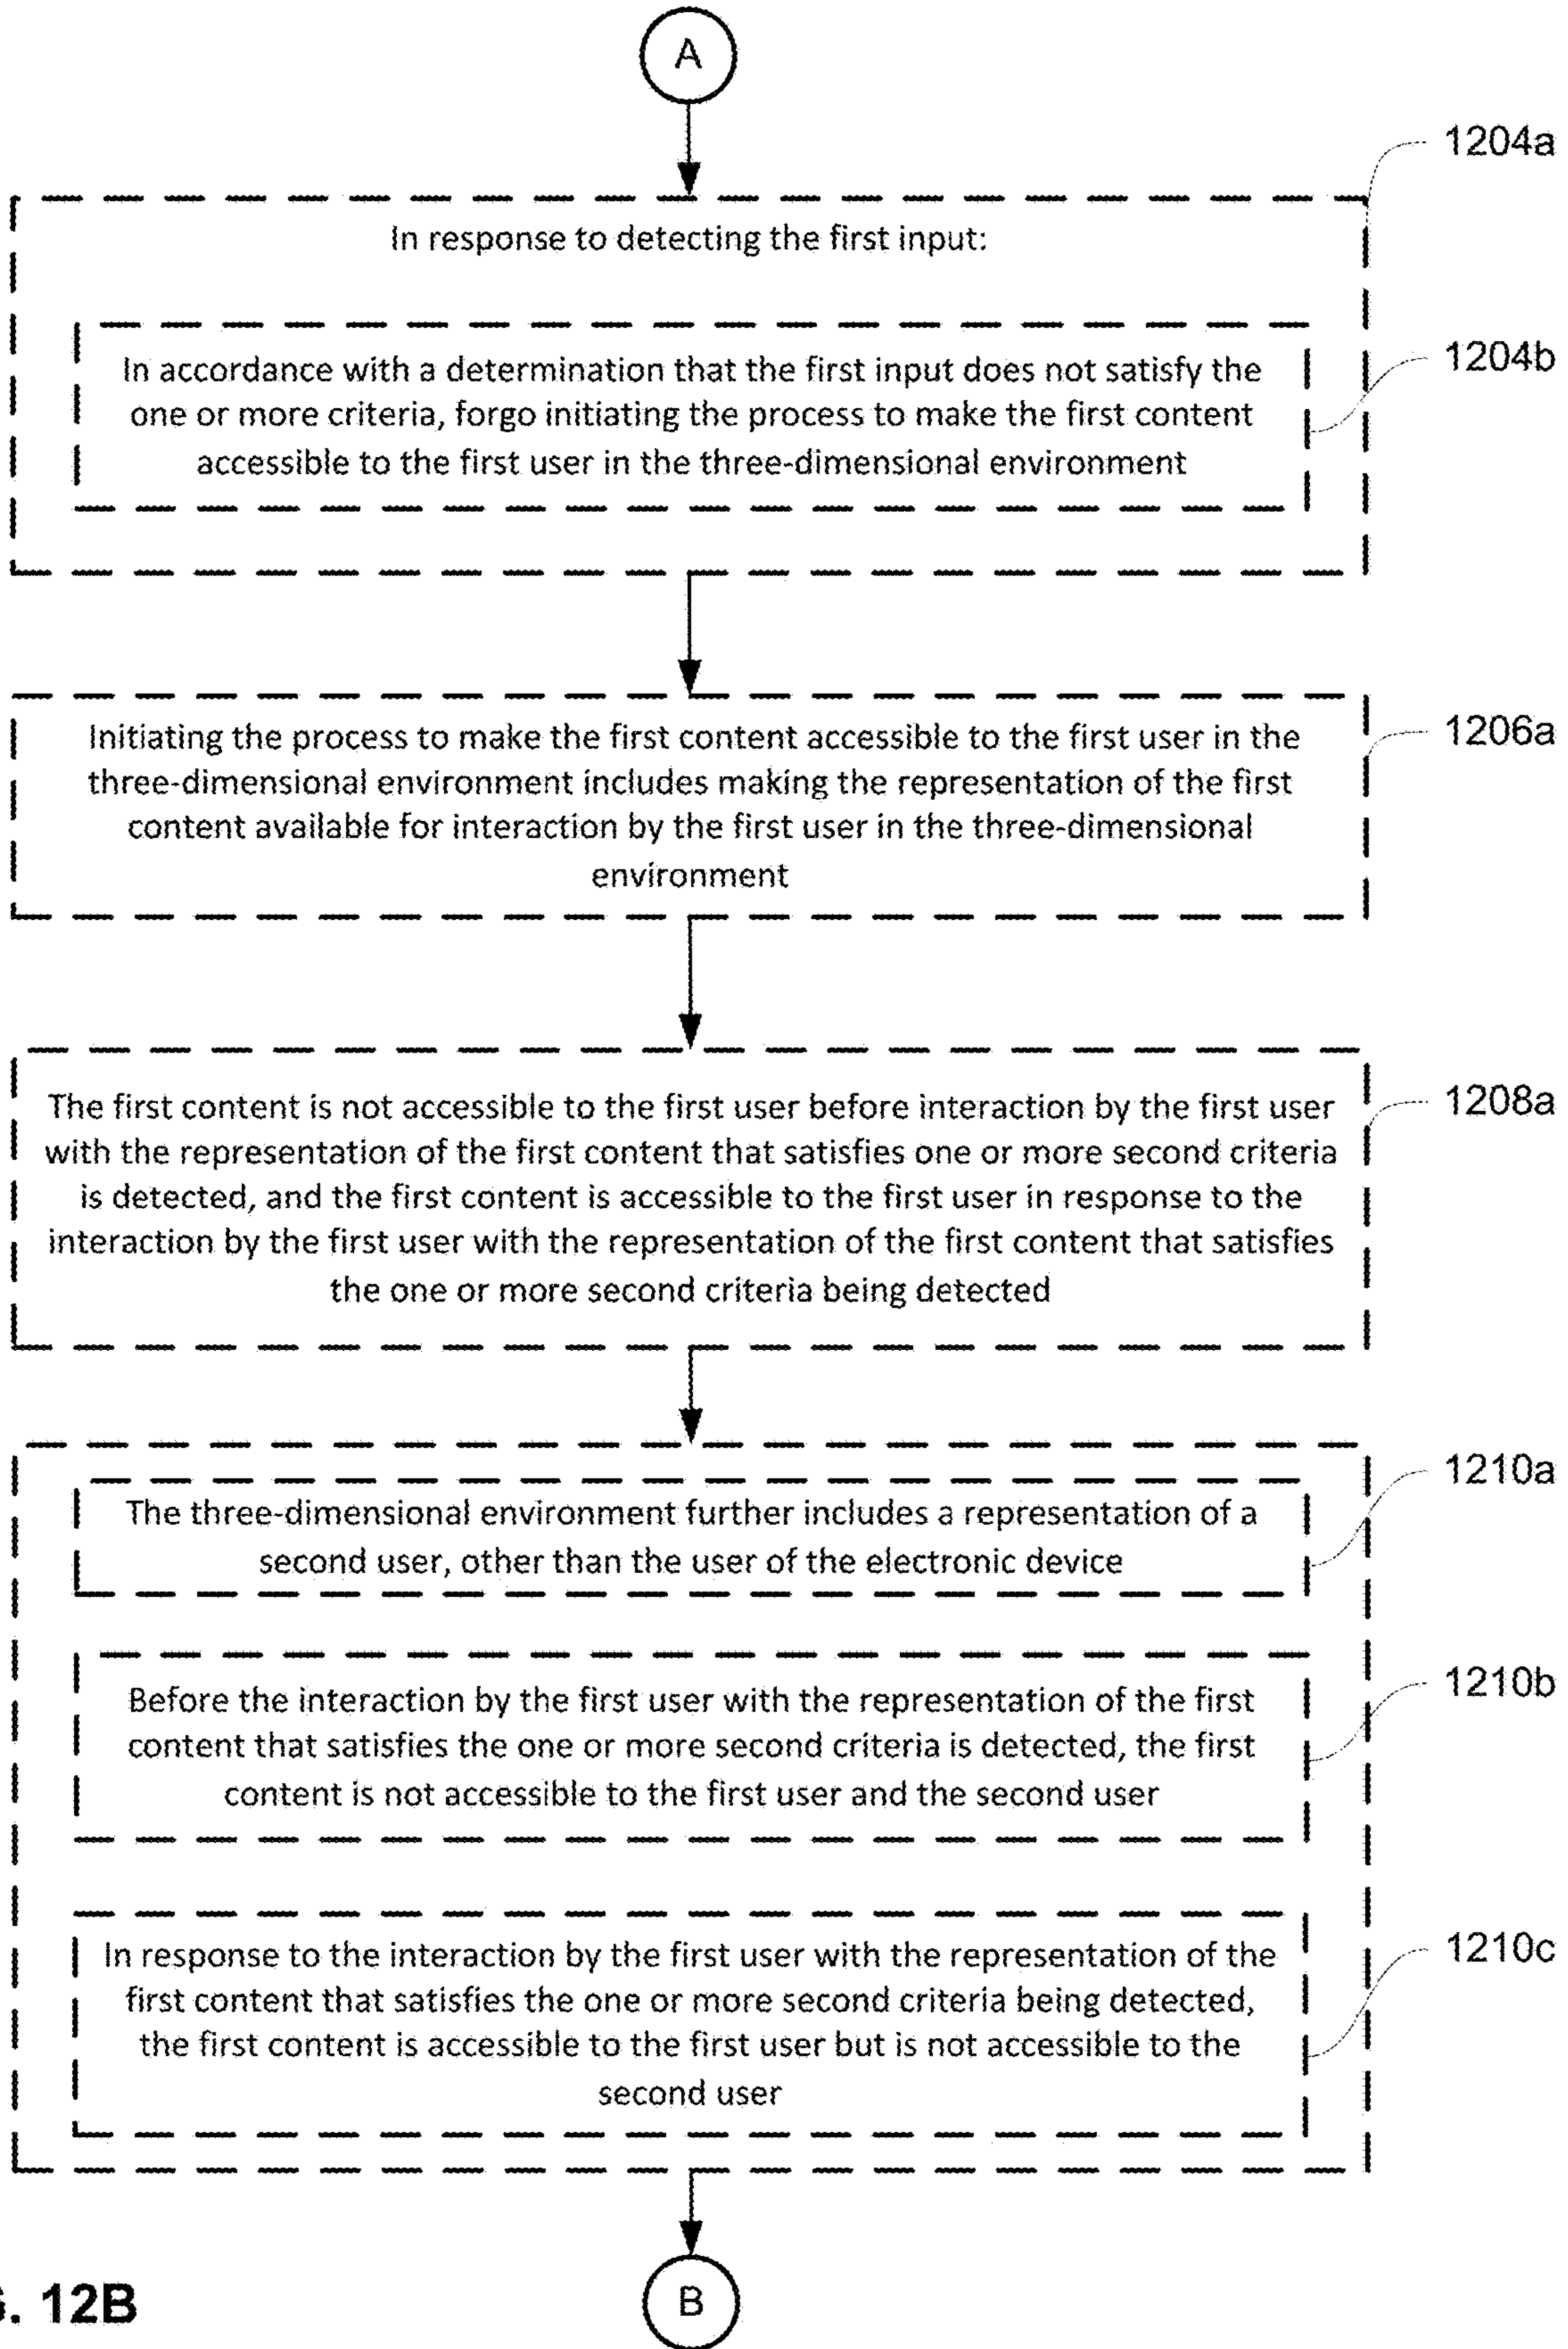 A
1204a
In response to detecting the first input:
1204b
In accordance with a determination that the first input does not satisfy the
one or more criteria, forgo initiating the process to make the first content
accessible to the first user in the three-dimensional environment
1206a
Initiating the process to make the first content accessible to the first user in the
three-dimensional environment includes making the representation of the first
content available for interaction by the first user in the three-dimensional
environment
1208a
The first content is not accessible to the first user before interaction by the first user
with the representation of the first content that satisfies one or more second criteria
is detected, and the first content is accessible to the first user in response to the
interaction by the first user with the representation of the first content that satisfies
the one or more second criteria being detected
1210a
The three-dimensional environment further includes a representation of a
second user, other than the user of the electronic device
1210b
Before the interaction by the first user with the representation of the first
content that satisfies the one or more second criteria is detected, the first
content is not accessible to the first user and the second user
1210c
In response to the interaction by the first user with the representation of the
first content that satisfies the one or more second criteria being detected,
the first content is accessible to the first user but is not accessible to the
second user
B
12B